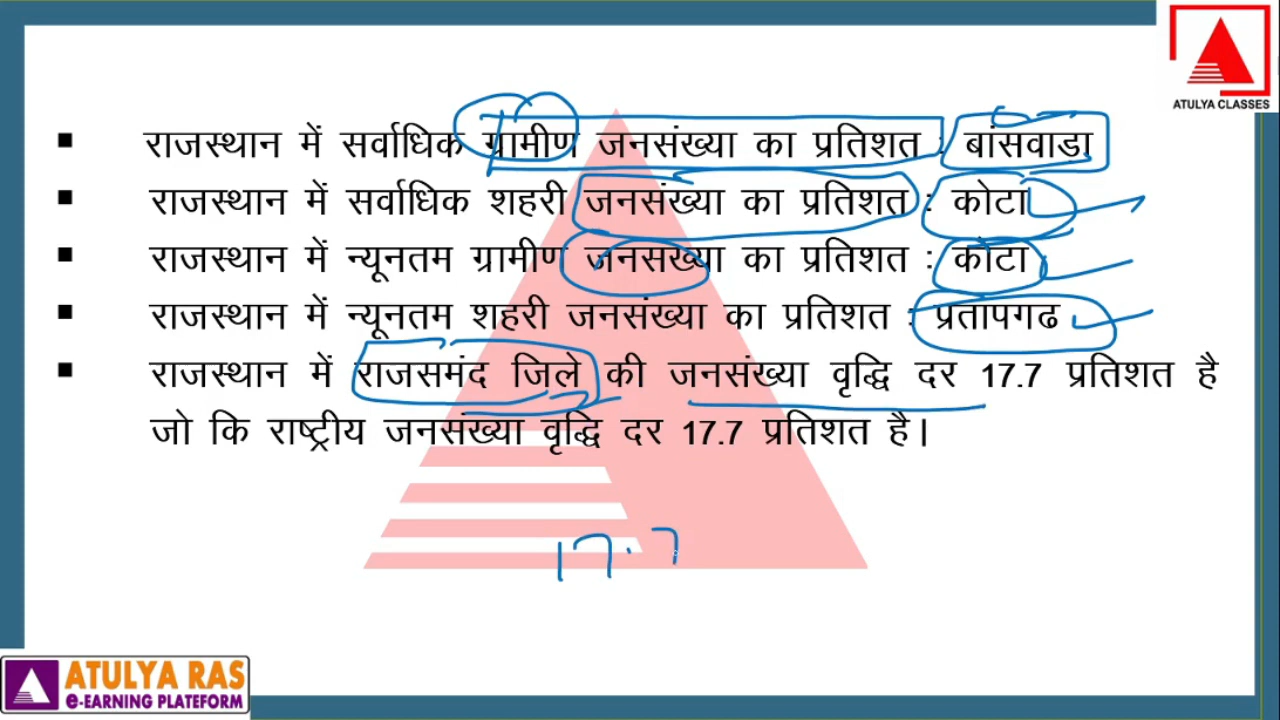 ATULYA CLASSES
▪ राजस्थान में सर्वाधिक ग्रामीण जनसंख्या का प्रतिशत : बांसवाडा
▪ राजस्थान में सर्वाधिक शहरी जनसंख्या का प्रतिशत : कोटा
▪ राजस्थान में न्यूनतम ग्रामीण जनसंख्या का प्रतिशत : कोटा
▪ राजस्थान में न्यूनतम शहरी जनसंख्या का प्रतिशत : प्रतापगढ
▪ राजस्थान में राजसमंद जिले की जनसंख्या वृद्धि दर 17.7 प्रतिशत है
जो कि राष्ट्रीय जनसंख्या वृद्धि दर 17.7 प्रतिशत है।
17.7
ATULYA RAS
e-EARNING PLATEFORM